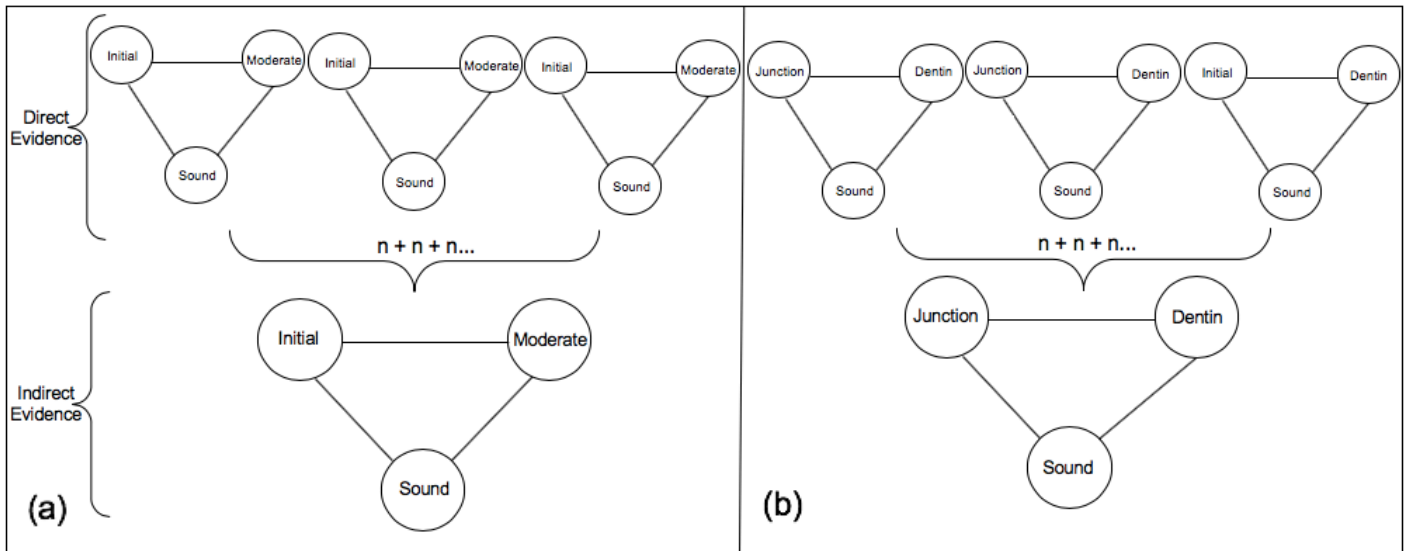 Initial
Moderate
Initial
Moderate
Initial
Moderate
Direct
Evidence
Sound
Sound
Sound
n + n + n...
Initial
Moderate
Indirect
Evidence
Sound
(a)
Junction
Dentin
Junction
Dentin
Initial
Dentin
Sound
Sound
Sound
n + n + n...
Junction
Dentin
Sound
(b)